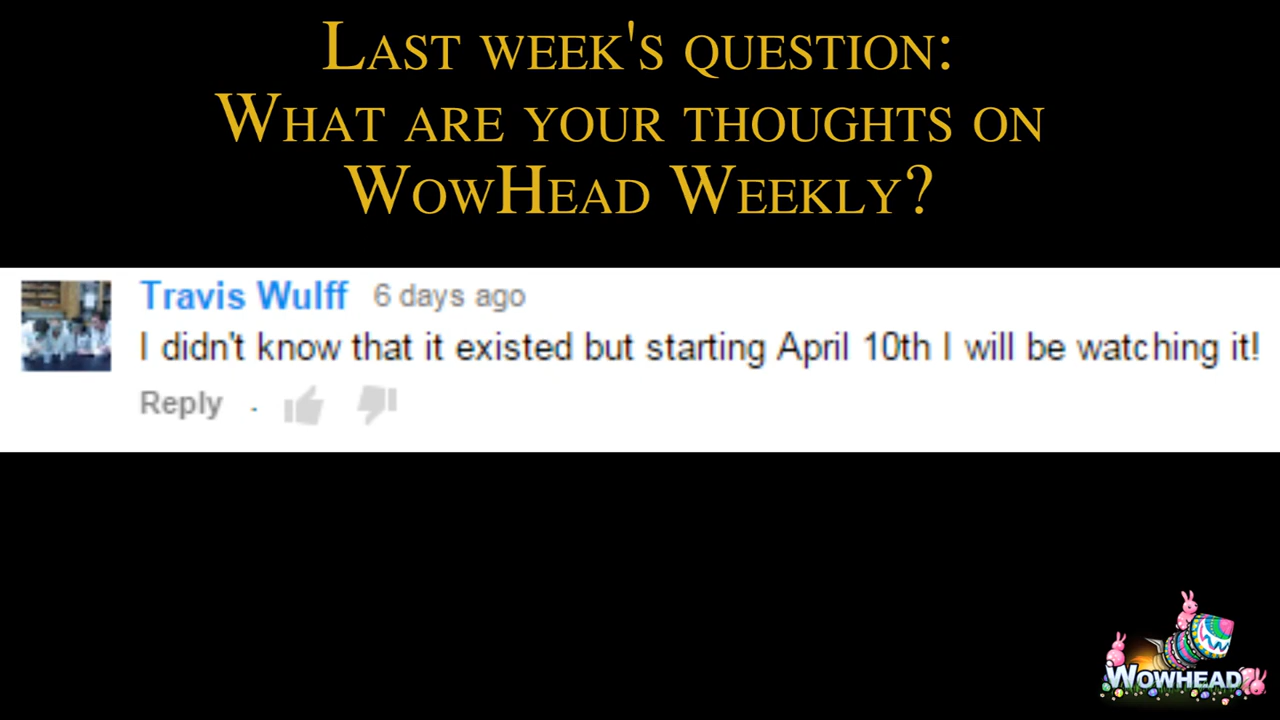 Last week's question:
What are your thoughts on
WowHead Weekly?
Travis Wulff 6 days ago
I didn't know that it existed but starting April 10th I will be watching it!
Reply .
WOWHEAD